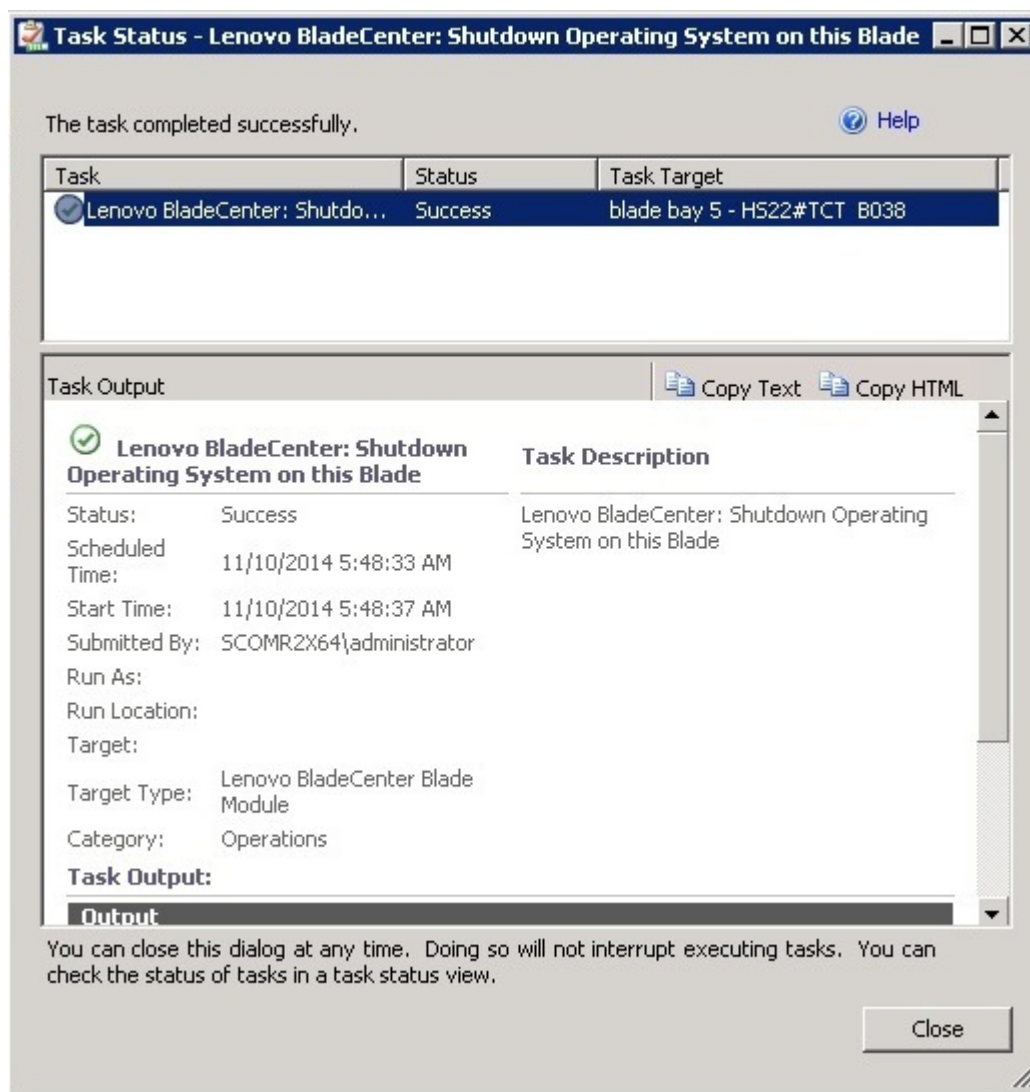 Task Status - Lenovo BladeCenter: Shutdown Operating System on this Blade
The task completed successfully.
Help
Task Status Task Target
Lenovo BladeCenter: Shutdo... Success blade bay 5 - HS22#TCT B038
Task Output
Copy Text Copy HTML
Lenovo BladeCenter: Shutdown
Operating System on this Blade
Task Description
Lenovo BladeCenter: Shutdown Operating
System on this Blade
Status: Success
Scheduled
Time: 11/10/2014 5:48:33 AM
Start Time: 11/10/2014 5:48:37 AM
Submitted By: SCOMR2X64\administrator
Run As:
Run Location:
Target:
Target Type: Lenovo BladeCenter Blade
Module
Category: Operations
Task Output:
Output
You can close this dialog at any time. Doing so will not interrupt executing tasks. You can
check the status of tasks in a task status view.
Close